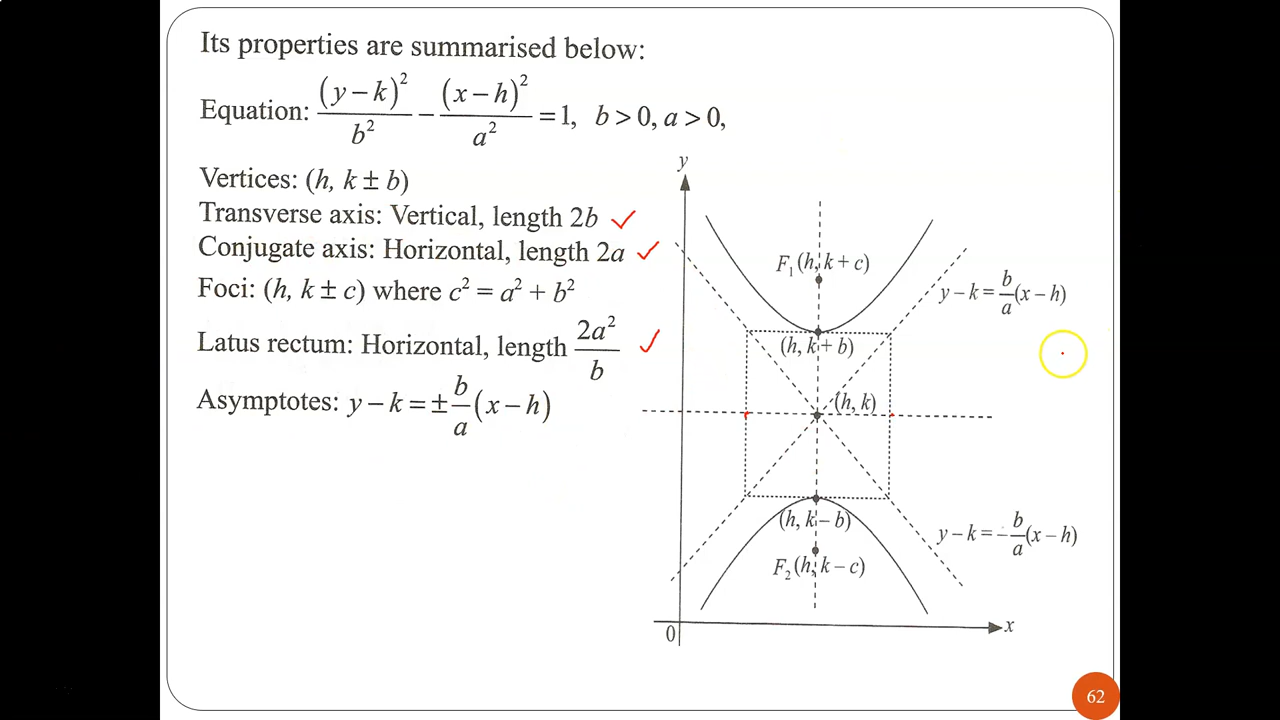 Its properties are summarised below:
Equation: (y − k)²/b² − (x − h)²/a² = 1, b > 0, a > 0,
Vertices: (h, k ± b)
Transverse axis: Vertical, length 2b ✓
Conjugate axis: Horizontal, length 2a ✓
Foci: (h, k ± c) where c² = a² + b²
Latus rectum: Horizontal, length 2a²/b ✓
Asymptotes: y − k = ± b/a (x − h)
y
F₁(h, k + c)
y − k = b/a (x − h)
(h, k + b)
(h, k)
(h, k − b)
y − k = − b/a (x − h)
F₂(h, k − c)
0
x
62